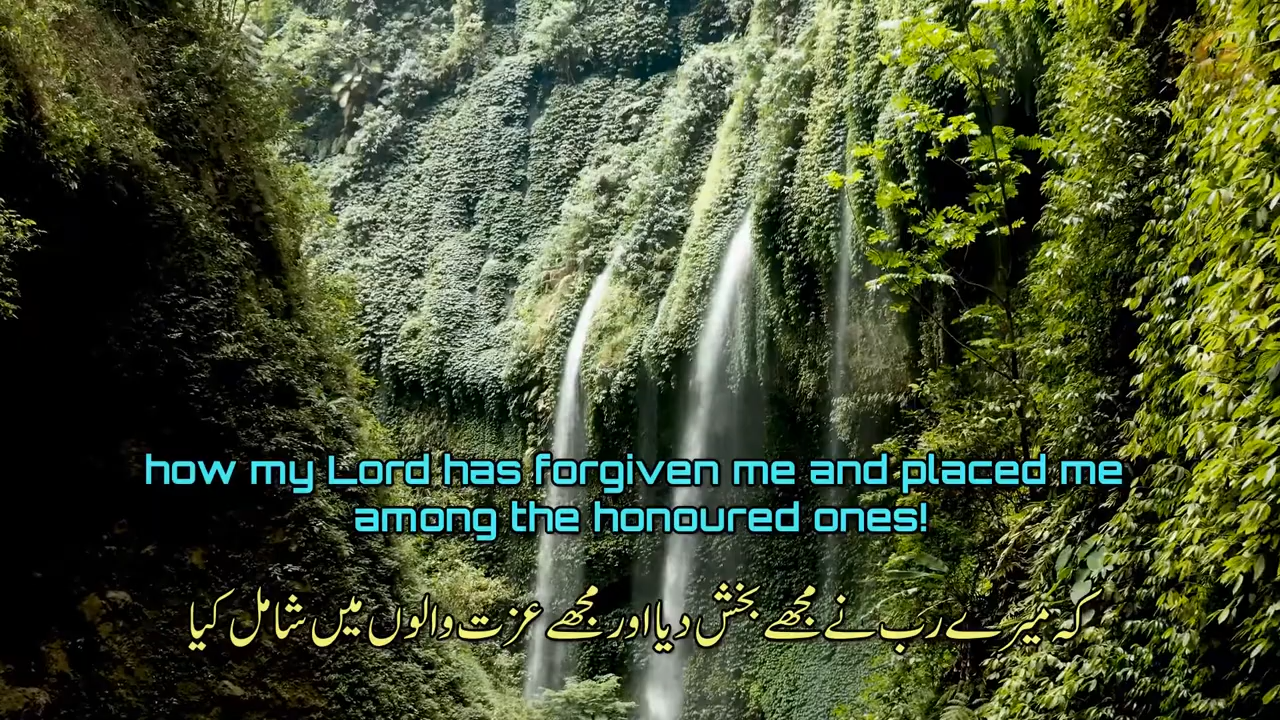 how my Lord has forgiven me and placed me
among the honoured ones!
کہ میرے رب نے مجھے بخش دیا اور مجھے عزت والوں میں شامل کیا